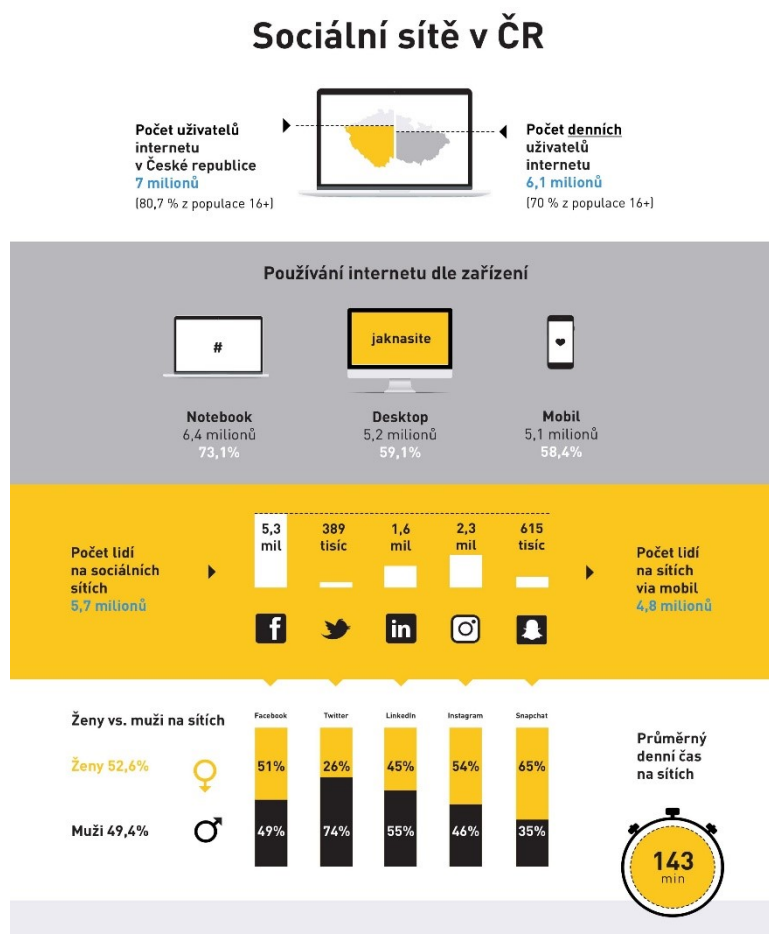 Sociální sítě v ČR
Počet uživatelů
internetu
v České republice
7 milionů
(80,7 % z populace 16+)
Počet denních
uživatelů
internetu
6,1 milionů
(70 % z populace 16+)
Používání internetu dle zařízení
#
jaknasite
Notebook
6,4 milionů
73,1%
Desktop
5,2 milionů
59,1%
Mobil
5,1 milionů
58,4%
Počet lidí
na sociálních
sítích
5,7 milionů
5,3
mil
389
tisíc
1,6
mil
2,3
mil
615
tisíc
f
in
Počet lidí
na sítích
via mobil
4,8 milionů
Ženy vs. muži na sítích
Ženy 52,6%
Muži 49,4%
Facebook
Twitter
LinkedIn
Instagram
Snapchat
51%
26%
45%
54%
65%
49%
74%
55%
46%
35%
Průměrný
denní čas
na sítích
143
min